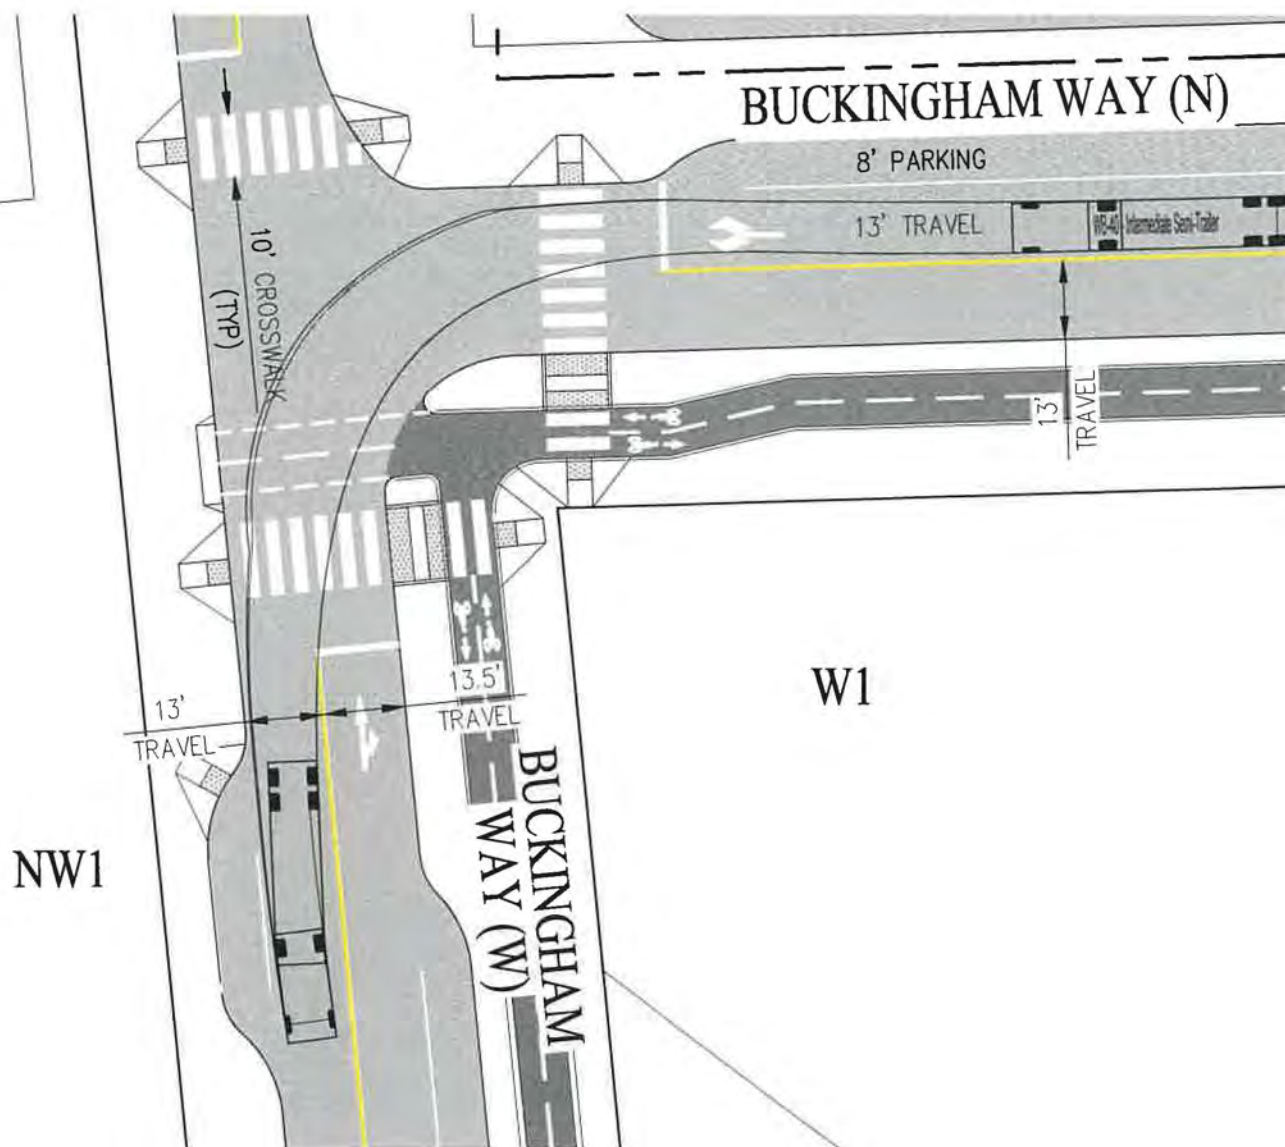 BUCKINGHAM WAY (N)
8' PARKING
13' TRAVEL
WB-40 - Intermediate Semi-Trailer
10' CROSSWALK
(TYP)
13'
TRAVEL
13'
TRAVEL
13.5'
TRAVEL
W1
BUCKINGHAM
WAY (W)
NW1